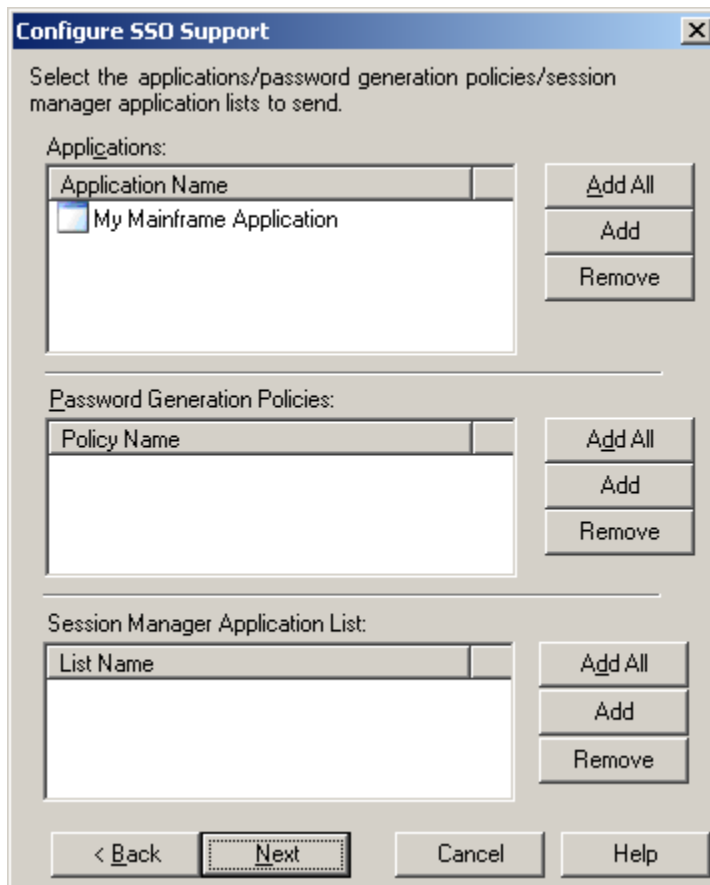 Configure SSO Support
Select the applications/password generation policies/session
manager application lists to send.
Applications:
Application Name
My Mainframe Application
Add All
Add
Remove
Password Generation Policies:
Policy Name
Add All
Add
Remove
Session Manager Application List:
List Name
Add All
Add
Remove
< Back
Next
Cancel
Help